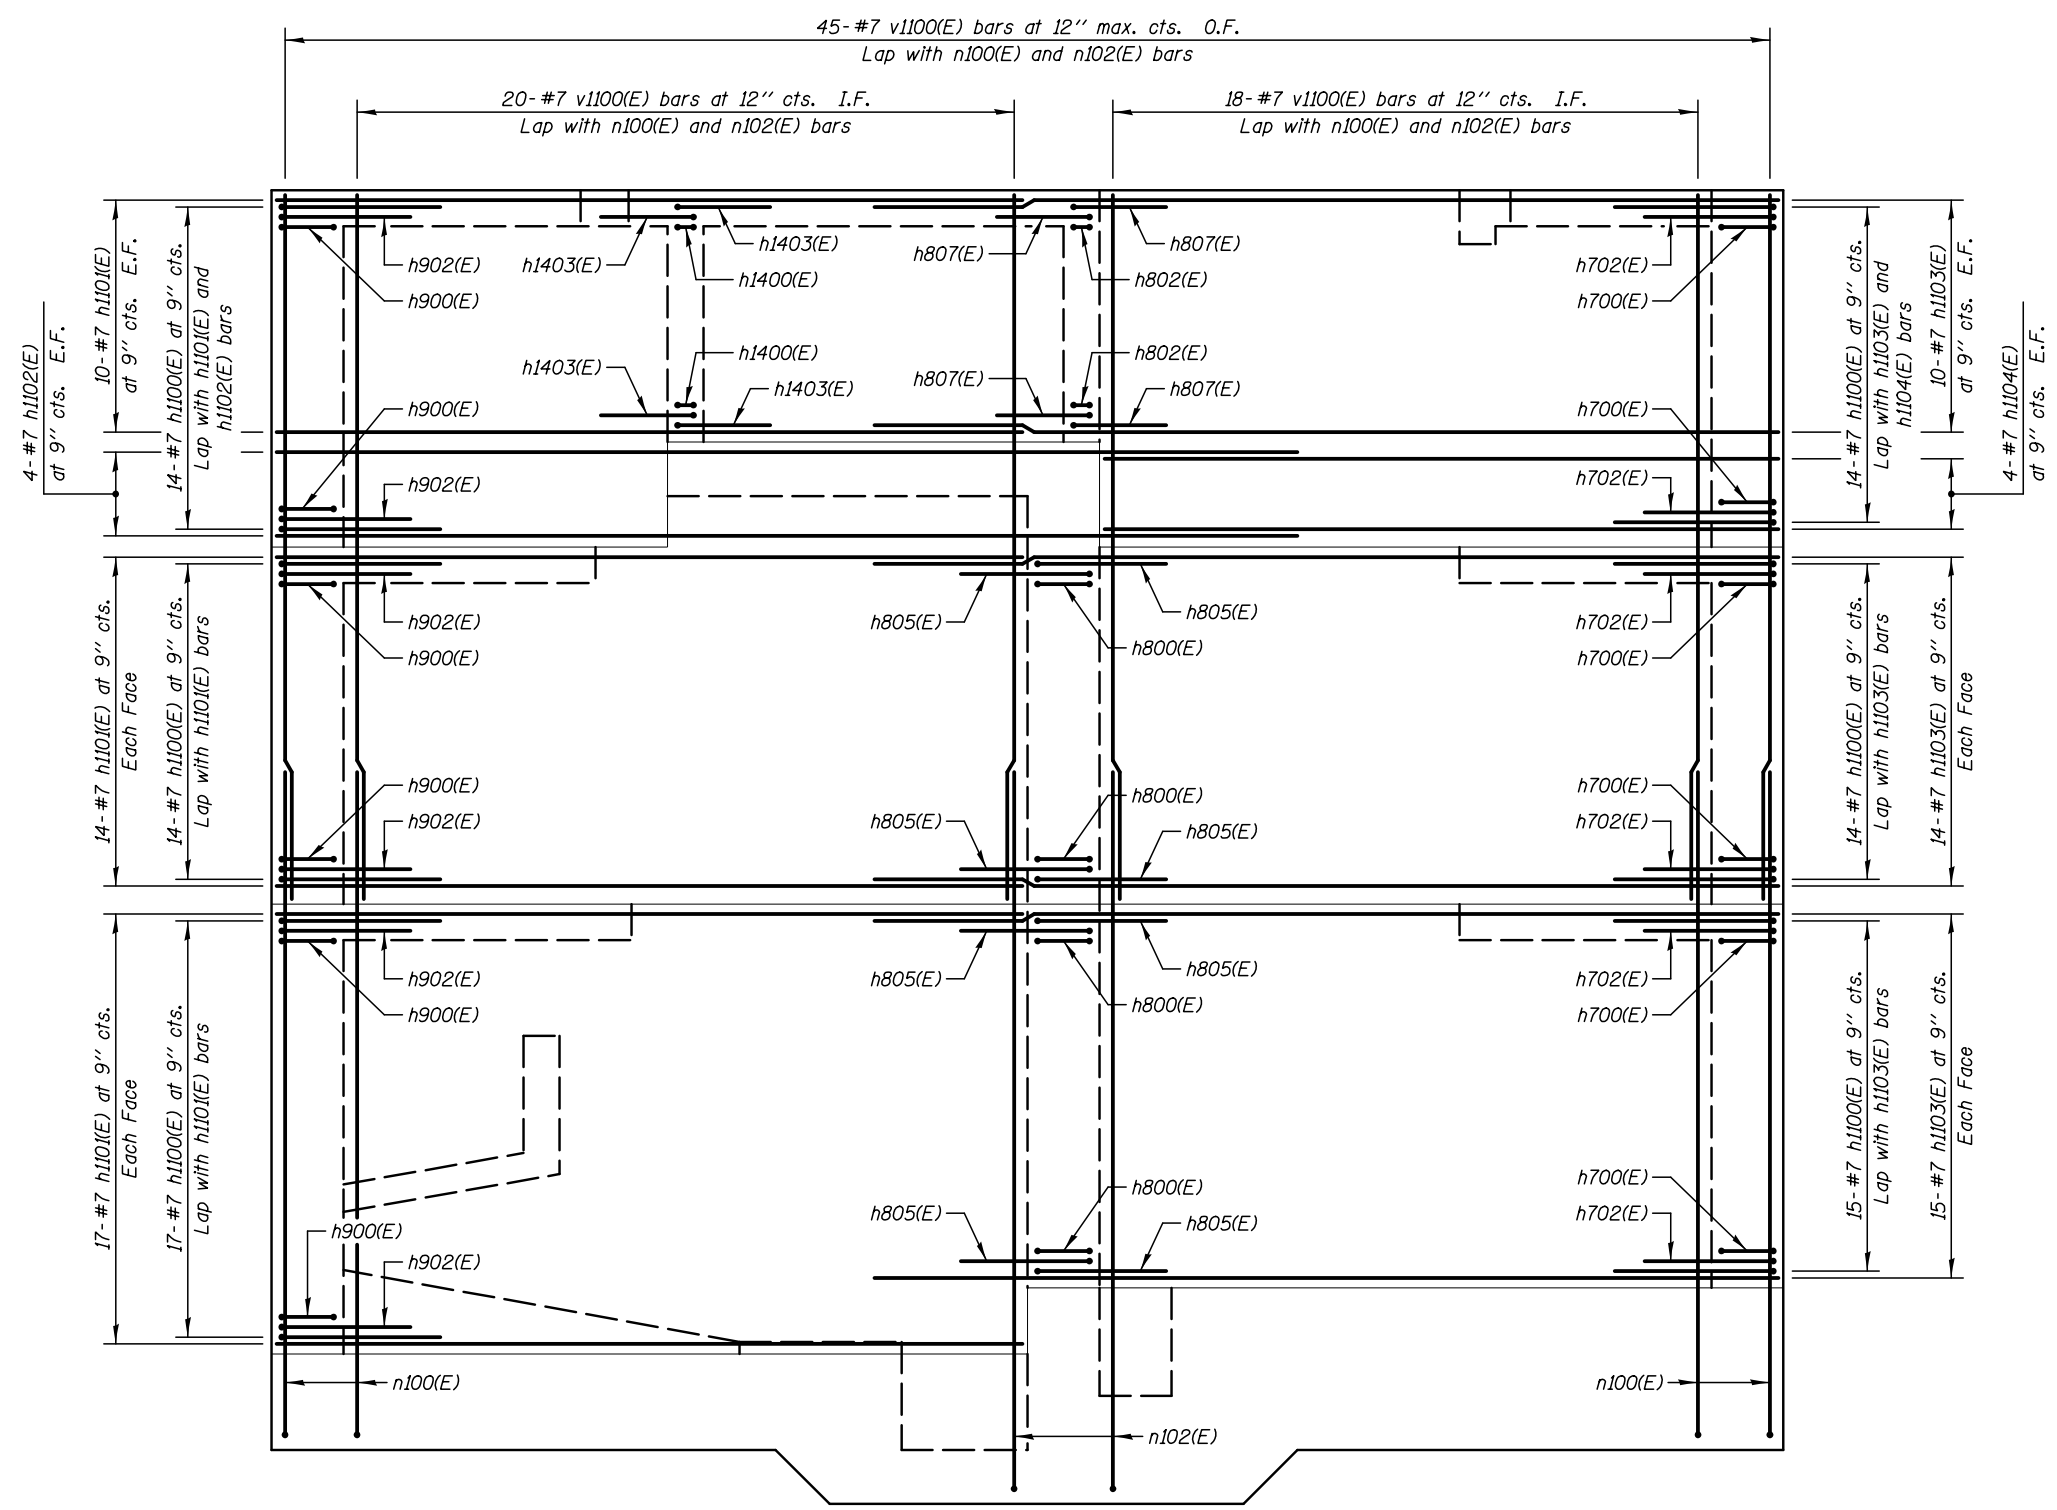 45-#7 v1100(E) bars at 12'' max. cts.  O.F.
Lap with n100(E) and n102(E) bars
20-#7 v1100(E) bars at 12'' cts.  I.F.
Lap with n100(E) and n102(E) bars
18-#7 v1100(E) bars at 12'' cts.  I.F.
Lap with n100(E) and n102(E) bars
4-#7 h1102(E)
at 9'' cts.  E.F.
10-#7 h1101(E)
at 9'' cts.  E.F.
14-#7 h1100(E) at 9'' cts.
Lap with h1101(E) and
h1102(E) bars
h902(E)
h900(E)
h1403(E)
h1403(E)
h1400(E)
h807(E)
h807(E)
h802(E)
h702(E)
h700(E)
h1403(E)
h1400(E)
h1403(E)
h807(E)
h802(E)
h807(E)
h900(E)
h902(E)
h700(E)
h702(E)
14-#7 h1100(E) at 9'' cts.
Lap with h1103(E) and
h1104(E) bars
10-#7 h1103(E)
at 9'' cts.  E.F.
4-#7 h1104(E)
at 9'' cts.  E.F.
14-#7 h1101(E) at 9'' cts.
Each Face
14-#7 h1100(E) at 9'' cts.
Lap with h1101(E) bars
h902(E)
h900(E)
h805(E)
h805(E)
h800(E)
h702(E)
h700(E)
h900(E)
h902(E)
h805(E)
h800(E)
h805(E)
h700(E)
h702(E)
14-#7 h1100(E) at 9'' cts.
Lap with h1103(E) bars
14-#7 h1103(E) at 9'' cts.
Each Face
17-#7 h1101(E) at 9'' cts.
Each Face
17-#7 h1100(E) at 9'' cts.
Lap with h1101(E) bars
h902(E)
h900(E)
h805(E)
h805(E)
h800(E)
h702(E)
h700(E)
h900(E)
h902(E)
h805(E)
h800(E)
h805(E)
h700(E)
h702(E)
15-#7 h1100(E) at 9'' cts.
Lap with h1103(E) bars
15-#7 h1103(E) at 9'' cts.
Each Face
n100(E)
n100(E)
n102(E)